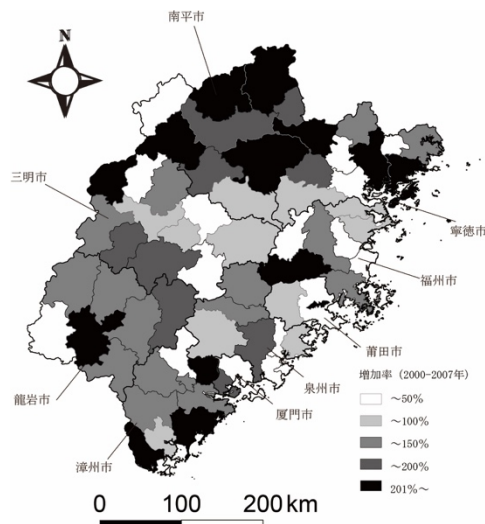 南平市
N
三明市
寧徳市
福州市
莆田市
泉州市
増加率（2000-2007年）
厦門市
龍岩市
漳州市
～50%
～100%
～150%
～200%
201%～
0 100 200 km